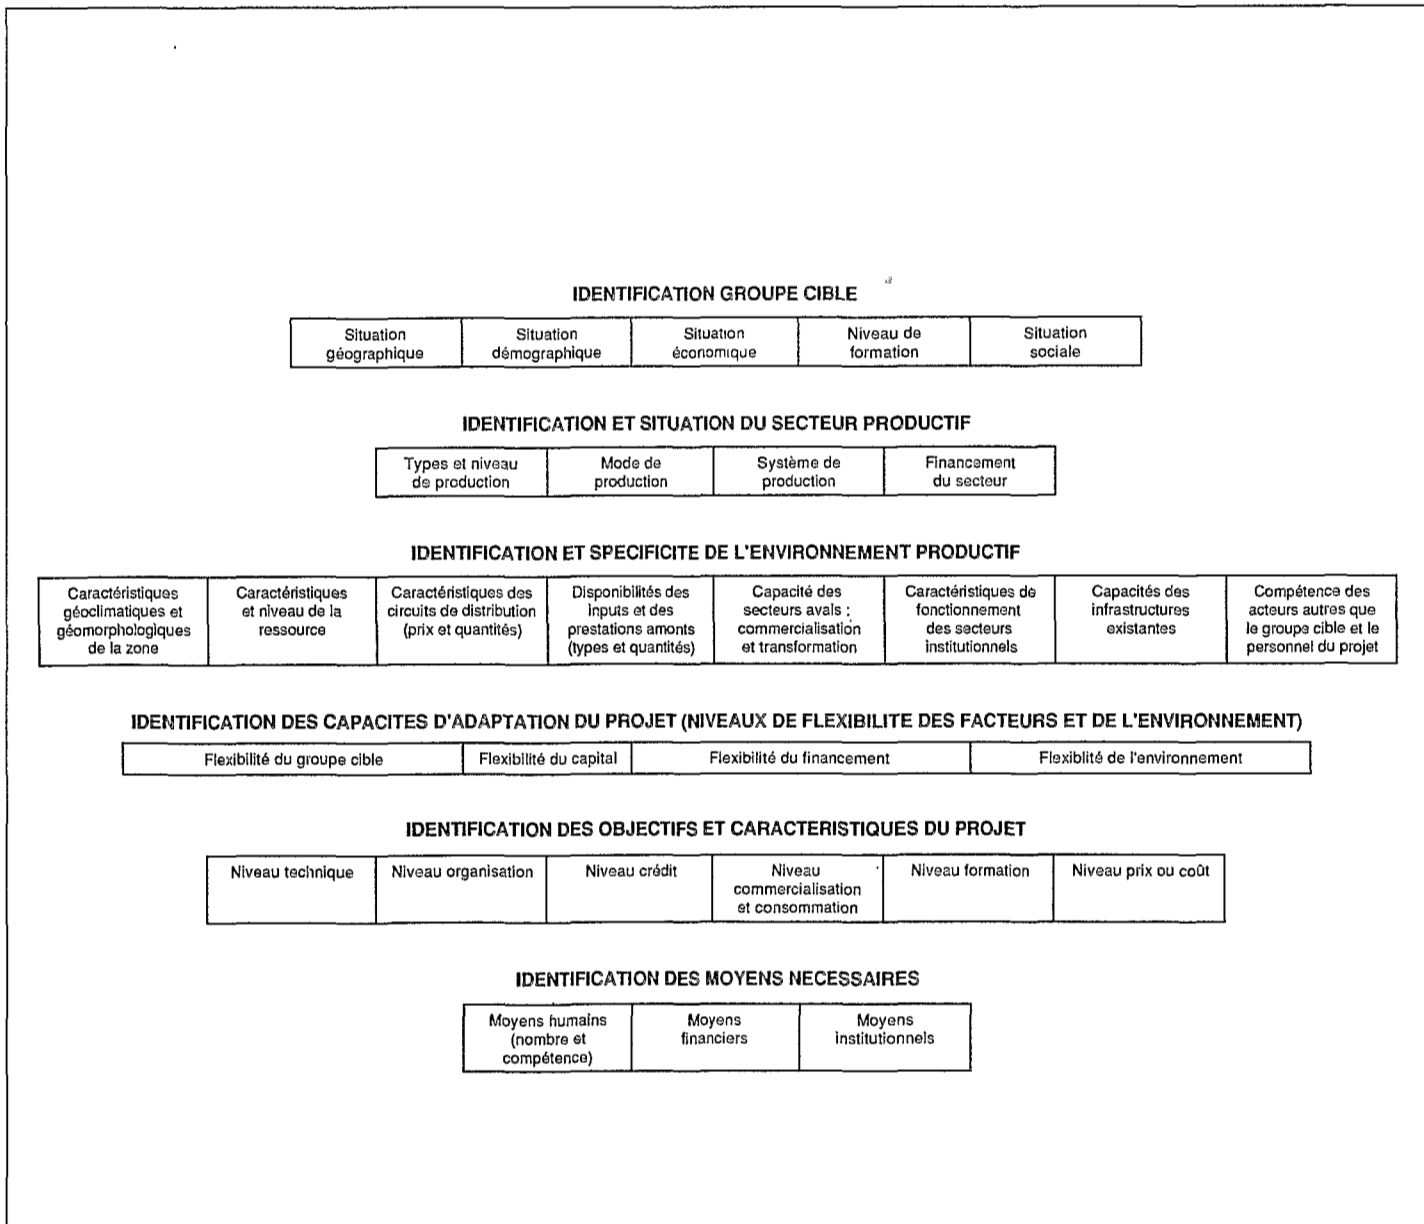 IDENTIFICATION GROUPE CIBLE
Situation géographique
Situation démographique
Situation économique
Niveau de formation
Situation sociale
IDENTIFICATION ET SITUATION DU SECTEUR PRODUCTIF
Types et niveau de production
Mode de production
Système de production
Financement du secteur
IDENTIFICATION ET SPECIFICITE DE L'ENVIRONNEMENT PRODUCTIF
Caractéristiques géoclimatiques et géomorphologiques de la zone
Caractéristiques et niveau de la ressource
Caractéristiques des circuits de distribution (prix et quantités)
Disponibilités des inputs et des prestations amonts (types et quantités)
Capacité des secteurs avals : commercialisation et transformation
Caractéristiques de fonctionnement des secteurs institutionnels
Capacités des infrastructures existantes
Compétence des acteurs autres que le groupe cible et le personnel du projet
IDENTIFICATION DES CAPACITES D'ADAPTATION DU PROJET (NIVEAUX DE FLEXIBILITE DES FACTEURS ET DE L'ENVIRONNEMENT)
Flexibilité du groupe cible
Flexibilité du capital
Flexibilité du financement
Flexiblité de l'environnement
IDENTIFICATION DES OBJECTIFS ET CARACTERISTIQUES DU PROJET
Niveau technique
Niveau organisation
Niveau crédit
Niveau commercialisation et consommation
Niveau formation
Niveau prix ou coût
IDENTIFICATION DES MOYENS NECESSAIRES
Moyens humains (nombre et compétence)
Moyens financiers
Moyens institutionnels